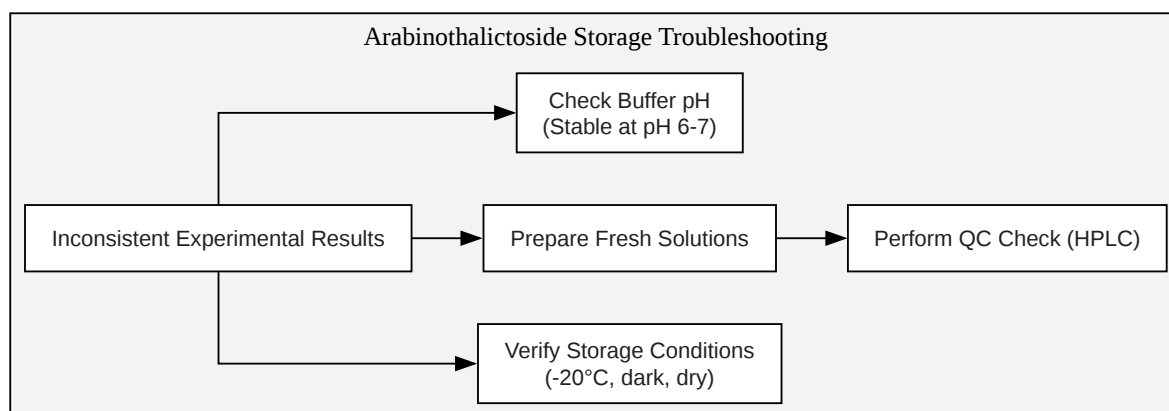 Arabinothalictoside Storage Troubleshooting
Check Buffer pH
(Stable at pH 6-7)
Inconsistent Experimental Results
Prepare Fresh Solutions
Perform QC Check (HPLC)
Verify Storage Conditions
(-20°C, dark, dry)